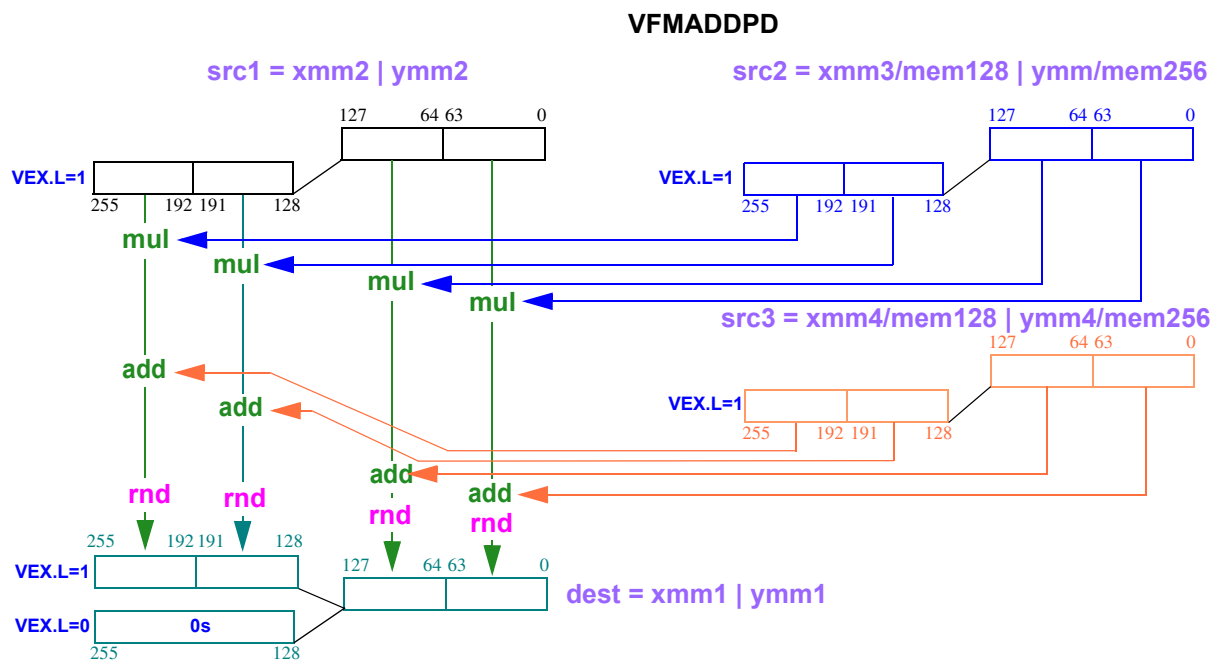 VFMADDPD
src1 = xmm2 | ymm2
src2 = xmm3/mem128 | ymm/mem256
127 64 63 0
127 64 63 0
VEX.L=1
VEX.L=1
255 192 191 128
255 192 191 128
mul
mul
mul
mul
src3 = xmm4/mem128 | ymm4/mem256
127 64 63 0
add
add
VEX.L=1
255 192 191 128
add
add
rnd
rnd
rnd
rnd
255 192 191 128
127 64 63 0
VEX.L=1
dest = xmm1 | ymm1
VEX.L=0
0s
255 128